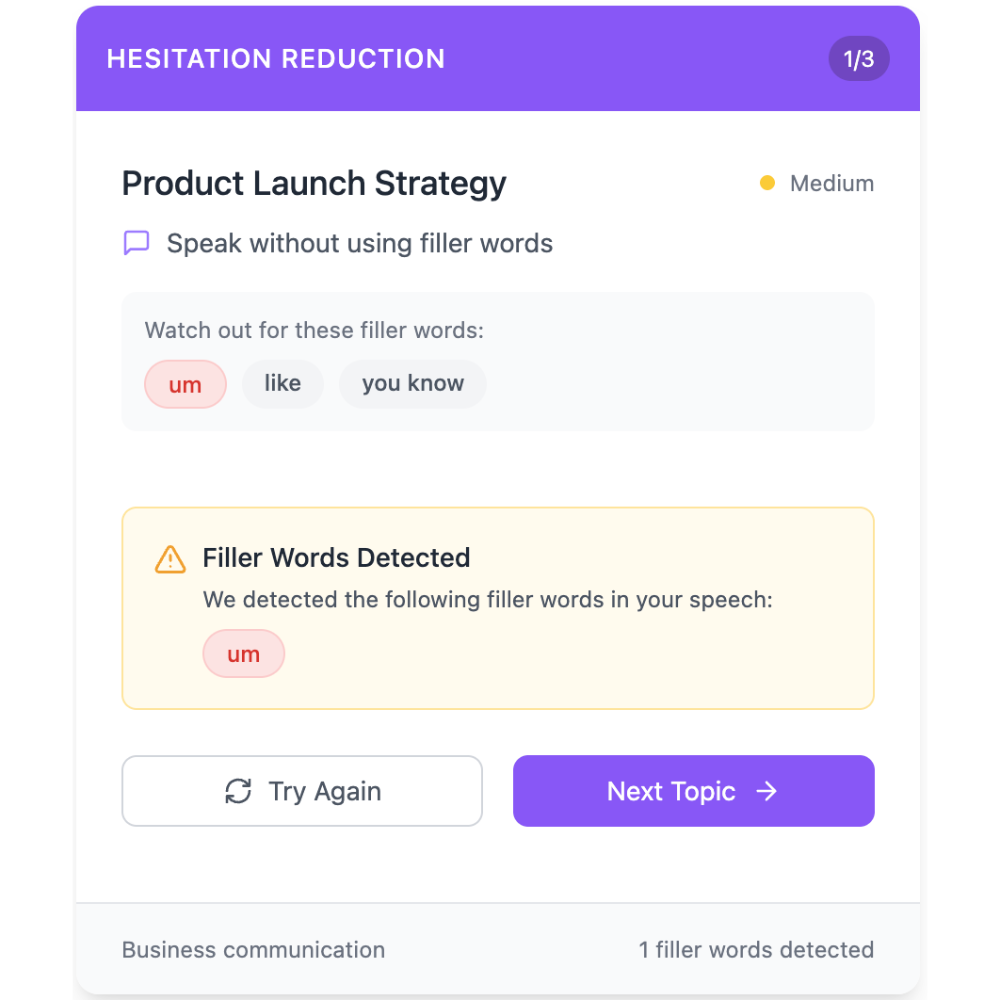 HESITATION REDUCTION
1/3
Product Launch Strategy
Medium
Speak without using filler words
Watch out for these filler words:
um like you know
Filler Words Detected
We detected the following filler words in your speech:
um
Try Again
Next Topic →
Business communication
1 filler words detected